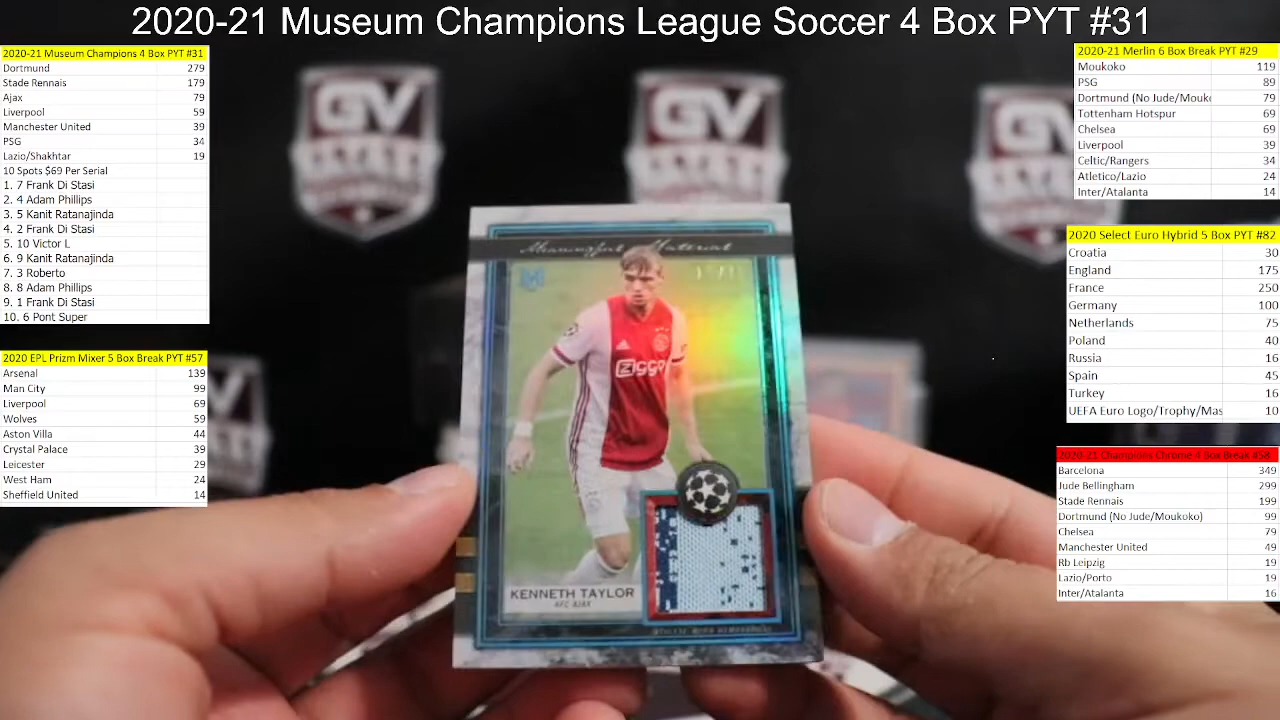 2020-21 Museum Champions League Soccer 4 Box PYT #31
2020-21 Museum Champions 4 Box PYT #31
Dortmund 279
Stade Rennais 179
Ajax 79
Liverpool 59
Manchester United 39
PSG 34
Lazio/Shakhtar 19
10 Spots $69 Per Serial
1. 7 Frank Di Stasi
2. 4 Adam Phillips
3. 5 Kanit Ratanajinda
4. 2 Frank Di Stasi
5. 10 Victor L
6. 9 Kanit Ratanajinda
7. 3 Roberto
8. 8 Adam Phillips
9. 1 Frank Di Stasi
10. 6 Pont Super
2020 EPL Prizm Mixer 5 Box Break PYT #57
Arsenal 139
Man City 99
Liverpool 69
Wolves 59
Aston Villa 44
Crystal Palace 39
Leicester 29
West Ham 24
Sheffield United 14
GV
GV
GV
GV
Meaningful Material
Ziggo
KENNETH TAYLOR
AFC AJAX
2020-21 Merlin 6 Box Break PYT #29
Moukoko 119
PSG 89
Dortmund (No Jude/Mouko 79
Tottenham Hotspur 69
Chelsea 69
Liverpool 39
Celtic/Rangers 34
Atletico/Lazio 24
Inter/Atalanta 14
2020 Select Euro Hybrid 5 Box PYT #82
Croatia 30
England 175
France 250
Germany 100
Netherlands 75
Poland 40
Russia 16
Spain 45
Turkey 16
UEFA Euro Logo/Trophy/Mas 10
2020-21 Champions Chrome 4 Box Break #58
Barcelona 349
Jude Bellingham 299
Stade Rennais 199
Dortmund (No Jude/Moukoko) 99
Chelsea 79
Manchester United 49
Rb Leipzig 19
Lazio/Porto 19
Inter/Atalanta 16